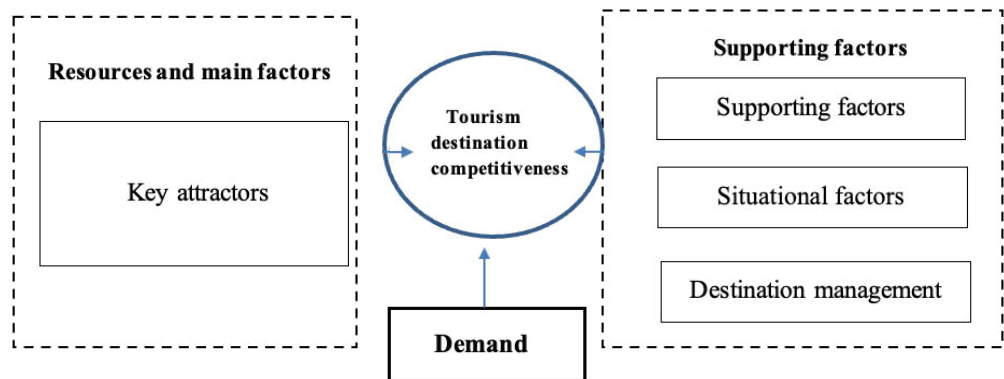 Resources and main factors
Key attractors
Tourism
destination
competitiveness
Demand
Supporting factors
Supporting factors
Situational factors
Destination management